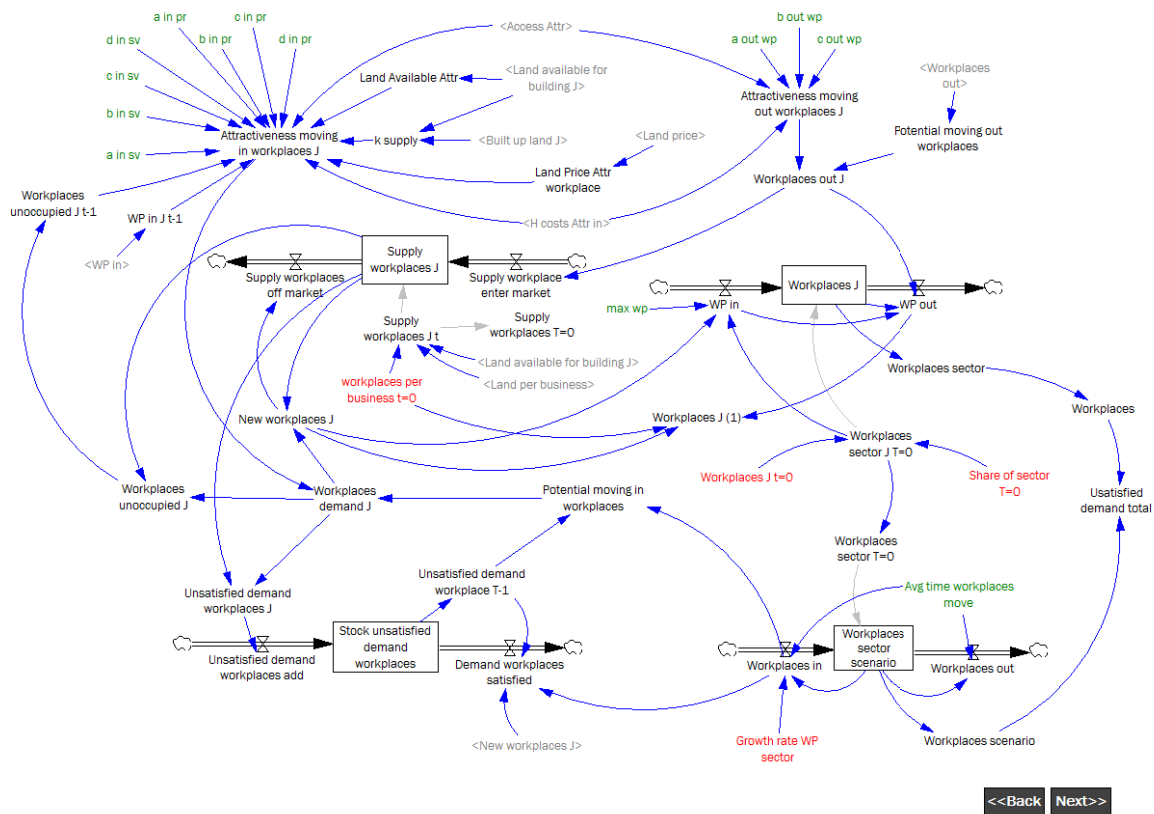 b out wp
a in pr
c in pr
<Access Attr>
a out wp
c out wp
d in sv
b in pr
d in pr
c in sv
Land Available Attr
<Land available for
building J>
<Workplaces
out>
b in sv
Attractiveness moving
out workplaces J
Attractiveness moving
in workplaces J
k supply
<Built up land J>
<Land price>
Potential moving out
workplaces
a in sv
Land Price Attr
workplace
Workplaces out J
Workplaces
unoccupied J t-1
WP in J t-1
<H costs Attr in>
<WP in>
Supply
workplaces J
Supply workplaces
off market
Supply workplace
enter market
Workplaces J
max wp
WP in
WP out
Supply
workplaces J t
Supply
workplaces T=0
<Land available for building J>
<Land per business>
Workplaces sector
workplaces per
business t=0
New workplaces J
Workplaces J (1)
Workplaces
Workplaces
sector J T=0
Workplaces J t=0
Share of sector
T=0
Workplaces
unoccupied J
Workplaces
demand J
Potential moving in
workplaces
Usatisfied
demand total
Workplaces
sector T=0
Unsatisfied demand
workplaces J
Unsatisfied demand
workplace T-1
Avg time workplaces
move
Stock unsatisfied
demand
workplaces
Workplaces
sector
scenario
Unsatisfied demand
workplaces add
Demand workplaces
satisfied
Workplaces in
Workplaces out
<New workplaces J>
Growth rate WP
sector
Workplaces scenario
<<Back
Next>>